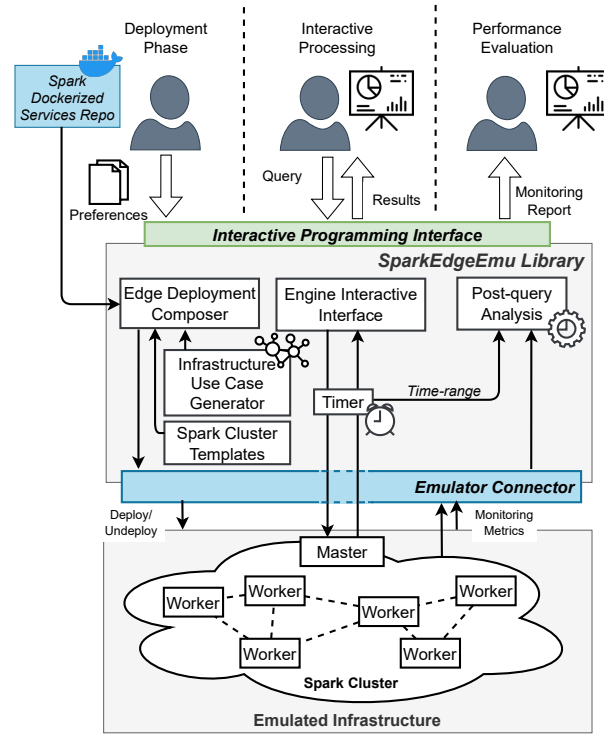 Deployment
Phase
Interactive
Processing
Performance
Evaluation
Spark
Dockerized
Services Repo
Preferences
Query
Results
Monitoring
Report
Interactive Programming Interface
SparkEdgeEmu Library
Edge Deployment
Composer
Engine Interactive
Interface
Post-query
Analysis
Infrastructure
Use Case
Generator
Timer
Time-range
Spark Cluster
Templates
Emulator Connector
Deploy/
Undeploy
Monitoring
Metrics
Master
Worker
Worker
Worker
Worker
Worker
Worker
Spark Cluster
Emulated Infrastructure